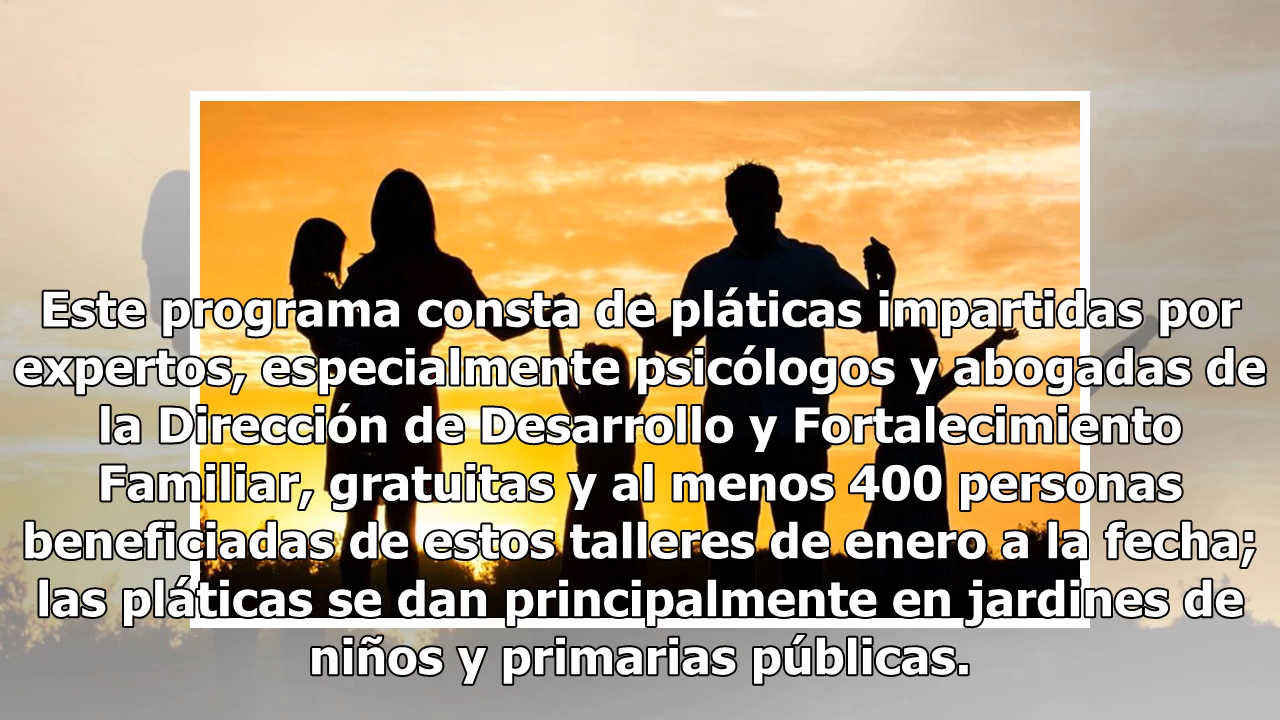 Este programa consta de pláticas impartidas por
expertos, especialmente psicólogos y abogadas de
la Dirección de Desarrollo y Fortalecimiento
Familiar, gratuitas y al menos 400 personas
beneficiadas de estos talleres de enero a la fecha;
las pláticas se dan principalmente en jardines de
niños y primarias públicas.